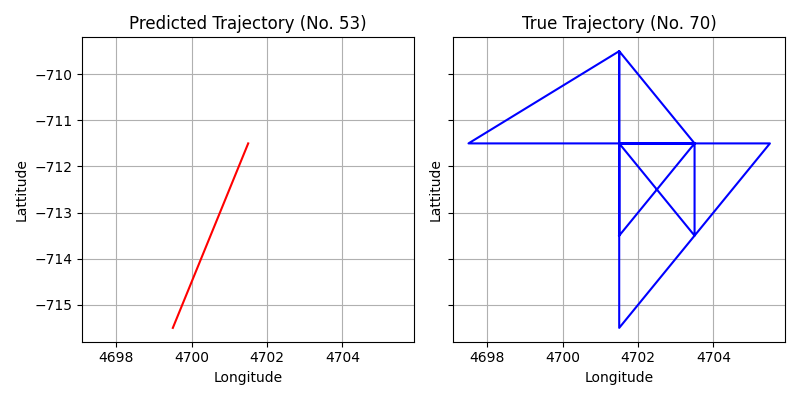 Predicted Trajectory (No. 53)
True Trajectory (No. 70)
−710
−711
−712
−713
−714
−715
Lattitude
Lattitude
4698 4700 4702 4704
4698 4700 4702 4704
Longitude
Longitude